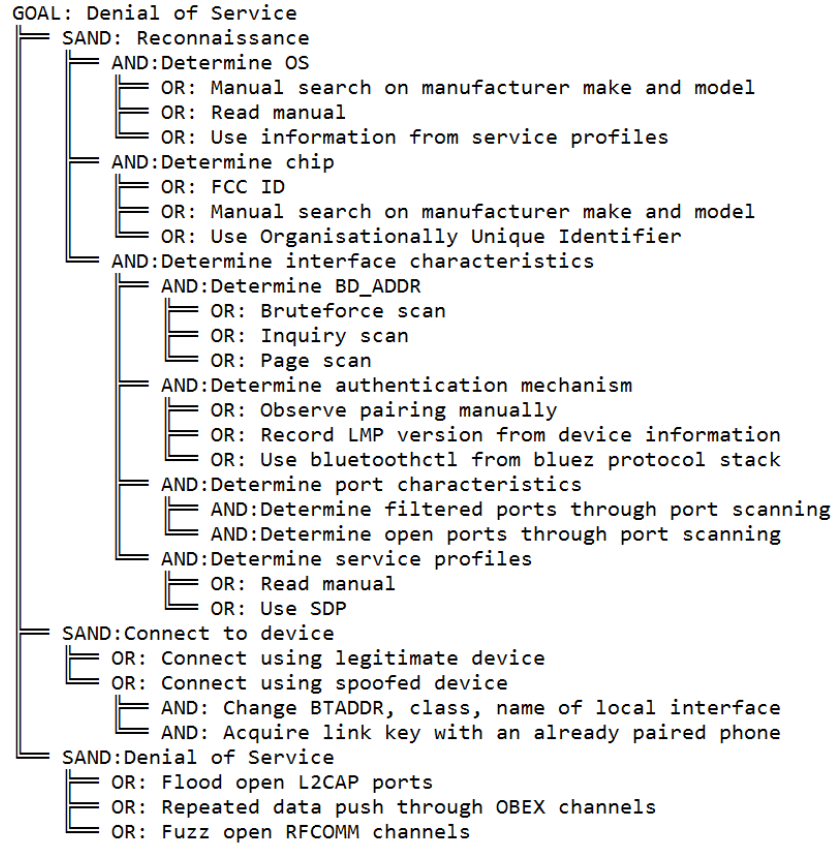 GOAL: Denial of Service
SAND: Reconnaissance
AND:Determine OS
OR: Manual search on manufacturer make and model
OR: Read manual
OR: Use information from service profiles
AND:Determine chip
OR: FCC ID
OR: Manual search on manufacturer make and model
OR: Use Organisationally Unique Identifier
AND:Determine interface characteristics
AND:Determine BD_ADDR
OR: Bruteforce scan
OR: Inquiry scan
OR: Page scan
AND:Determine authentication mechanism
OR: Observe pairing manually
OR: Record LMP version from device information
OR: Use bluetoothctl from bluez protocol stack
AND:Determine port characteristics
AND:Determine filtered ports through port scanning
AND:Determine open ports through port scanning
AND:Determine service profiles
OR: Read manual
OR: Use SDP
SAND:Connect to device
OR: Connect using legitimate device
OR: Connect using spoofed device
AND: Change BTADDR, class, name of local interface
AND: Acquire link key with an already paired phone
SAND:Denial of Service
OR: Flood open L2CAP ports
OR: Repeated data push through OBEX channels
OR: Fuzz open RFCOMM channels